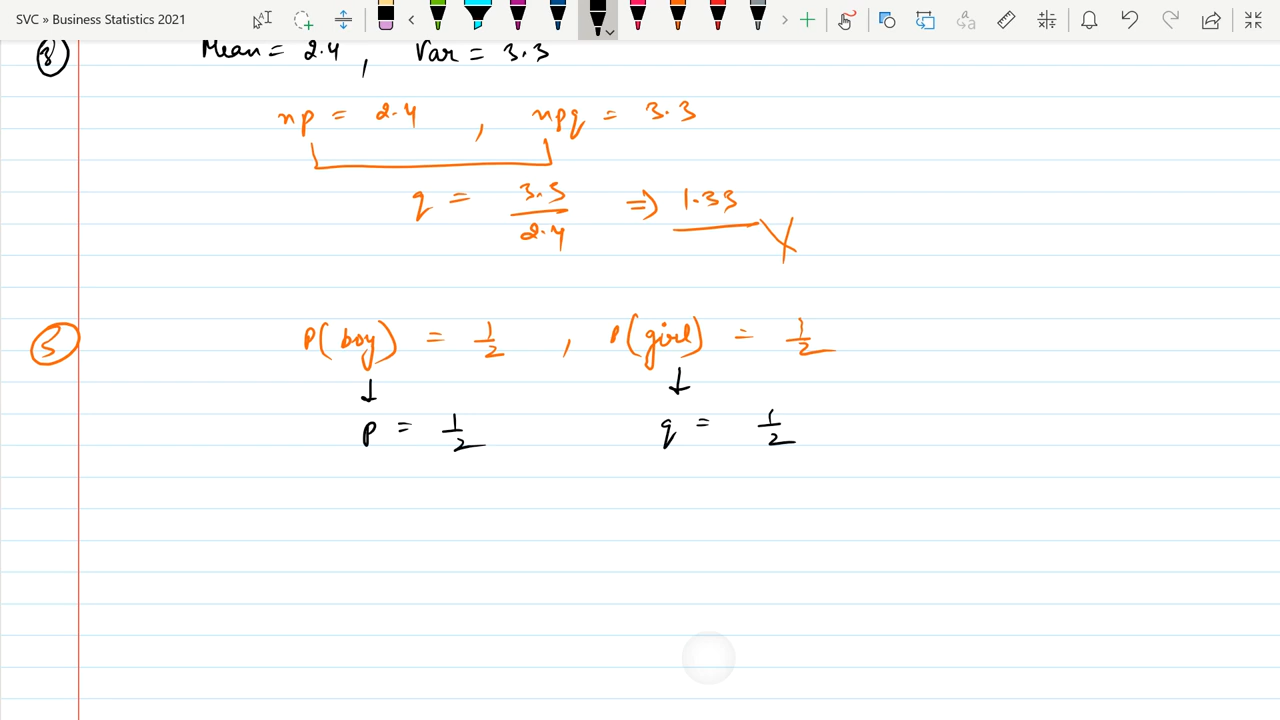 SVC » Business Statistics 2021
(8) Mean = 2.4 , Var = 3.3
np = 2.4 , npq = 3.3
q = 3.3/2.4 ⇒ 1.33 X
(5) P(boy) = 1/2 , P(girl) = 1/2
↓ ↓
p = 1/2 q = 1/2